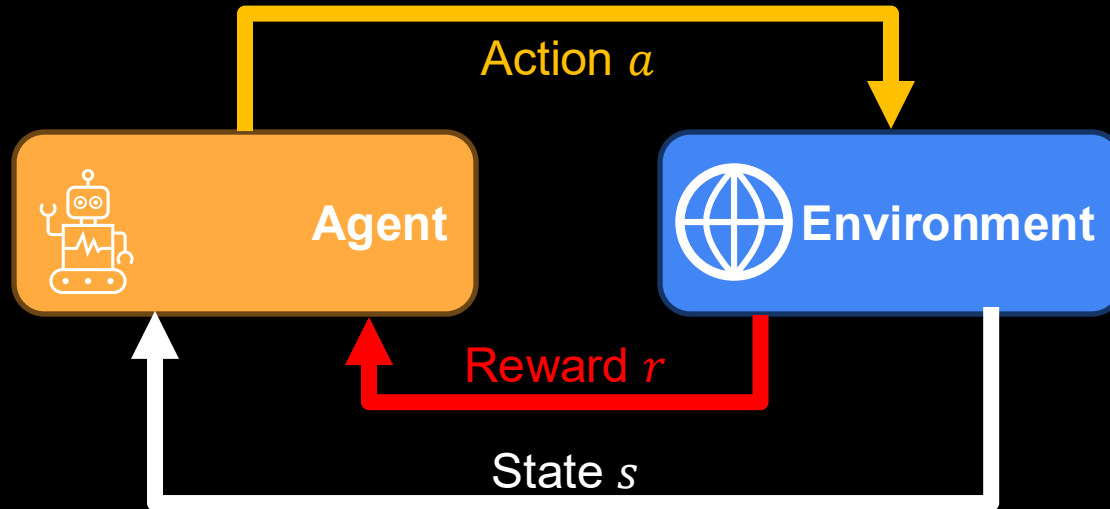 Action a
Agent
Environment
Reward r
State s